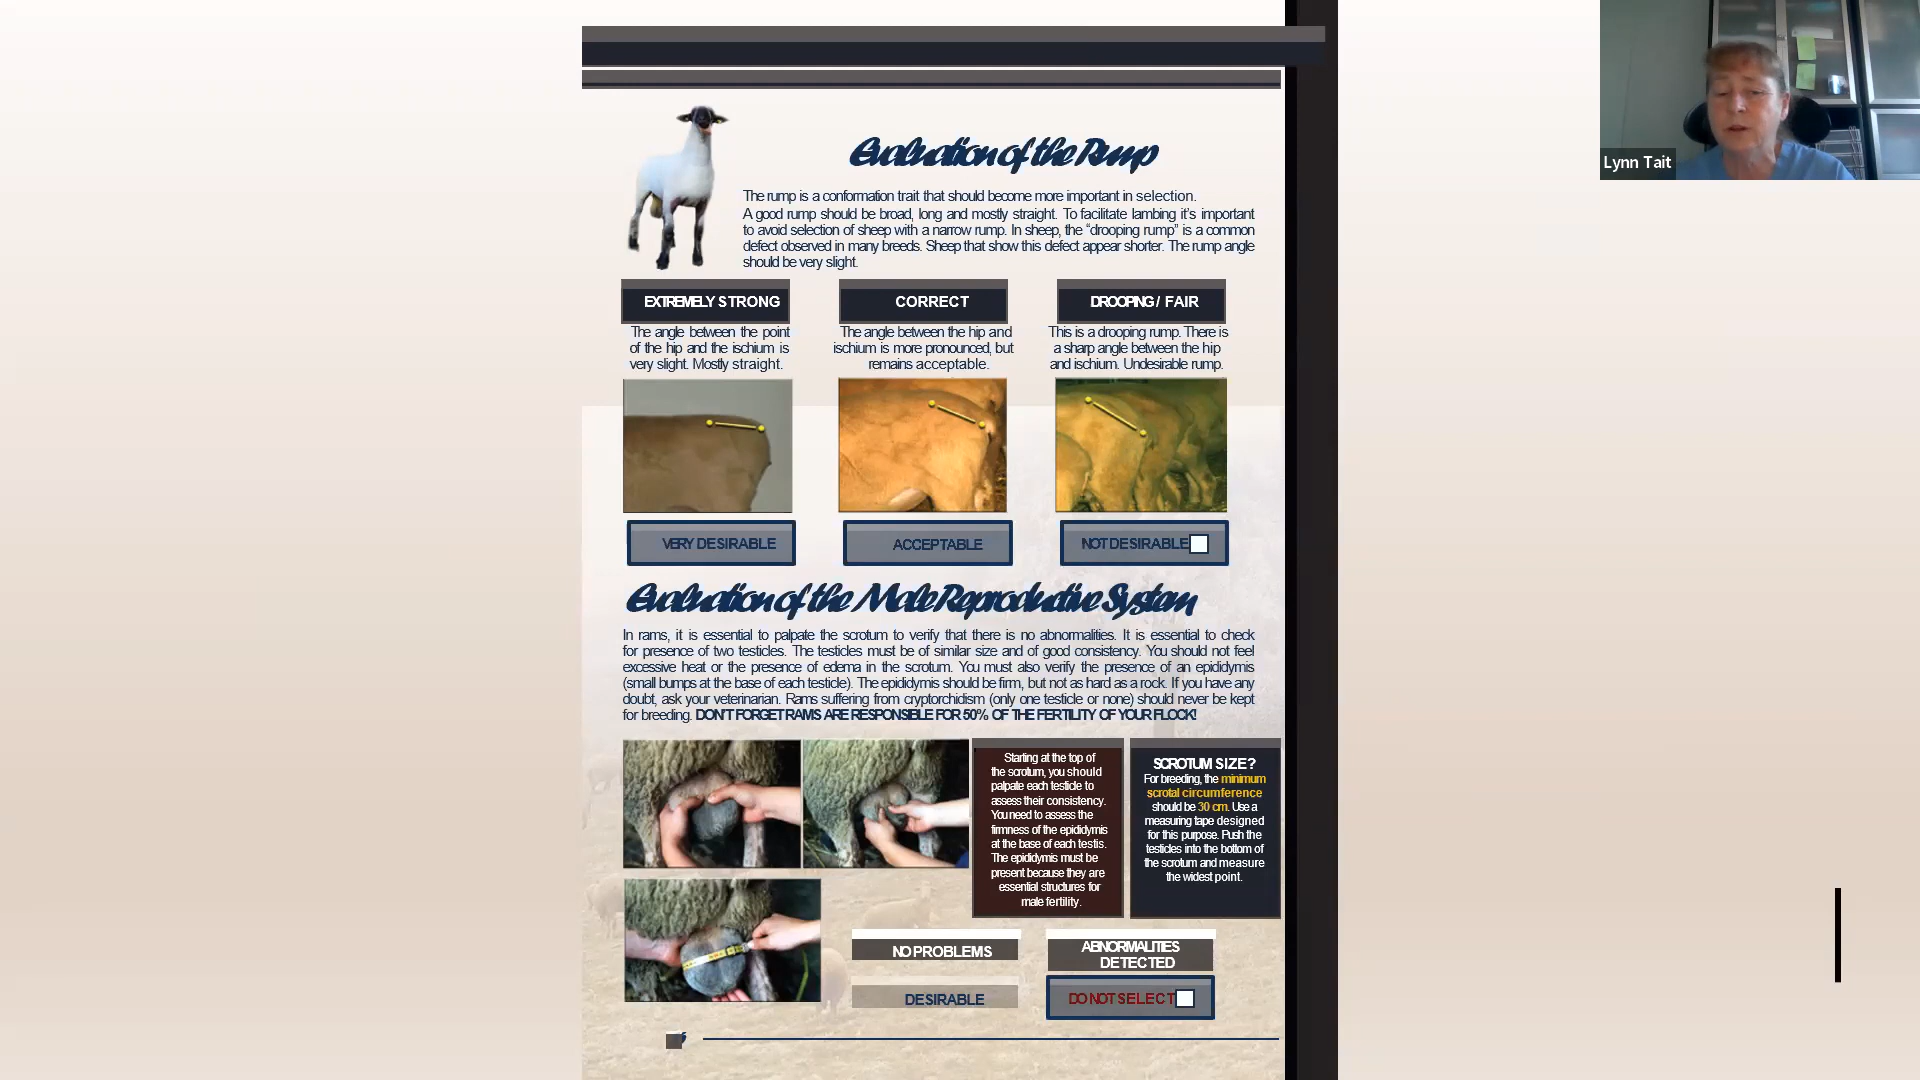 Lynn Tait
Evaluation of the Rump
The rump is a conformation trait that should become more important in selection.
A good rump should be broad, long and mostly straight. To facilitate lambing it's important
to avoid selection of sheep with a narrow rump. In sheep, the “drooping rump” is a common
defect observed in many breeds. Sheep that show this defect appear shorter. The rump angle
should be very slight.
EXTREMELY STRONG
The angle between the point
of the hip and the ischium is
very slight. Mostly straight.
VERY DESIRABLE
CORRECT
The angle between the hip and
ischium is more pronounced, but
remains acceptable.
ACCEPTABLE
DROOPING / FAIR
This is a drooping rump. There is
a sharp angle between the hip
and ischium. Undesirable rump.
NOT DESIRABLE
Evaluation of the Male Reproductive System
In rams, it is essential to palpate the scrotum to verify that there is no abnormalities. It is essential to check
for presence of two testicles. The testicles must be of similar size and of good consistency. You should not feel
excessive heat or the presence of edema in the scrotum. You must also verify the presence of an epididymis
(small bumps at the base of each testicle). The epididymis should be firm, but not as hard as a rock. If you have any
doubt, ask your veterinarian. Rams suffering from cryptorchidism (only one testicle or none) should never be kept
for breeding. DON'T FORGET RAMS ARE RESPONSIBLE FOR 50% OF THE FERTILITY OF YOUR FLOCK!
Starting at the top of
the scrotum, you should
palpate each testicle to
assess their consistency.
You need to assess the
firmness of the epididymis
at the base of each testis.
The epididymis must be
present because they are
essential structures for
male fertility.
SCROTUM SIZE?
For breeding, the minimum
scrotal circumference
should be 30 cm. Use a
measuring tape designed
for this purpose. Push the
testicles into the bottom of
the scrotum and measure
the widest point.
NO PROBLEMS
DESIRABLE
ABNORMALITIES
DETECTED
DO NOT SELECT